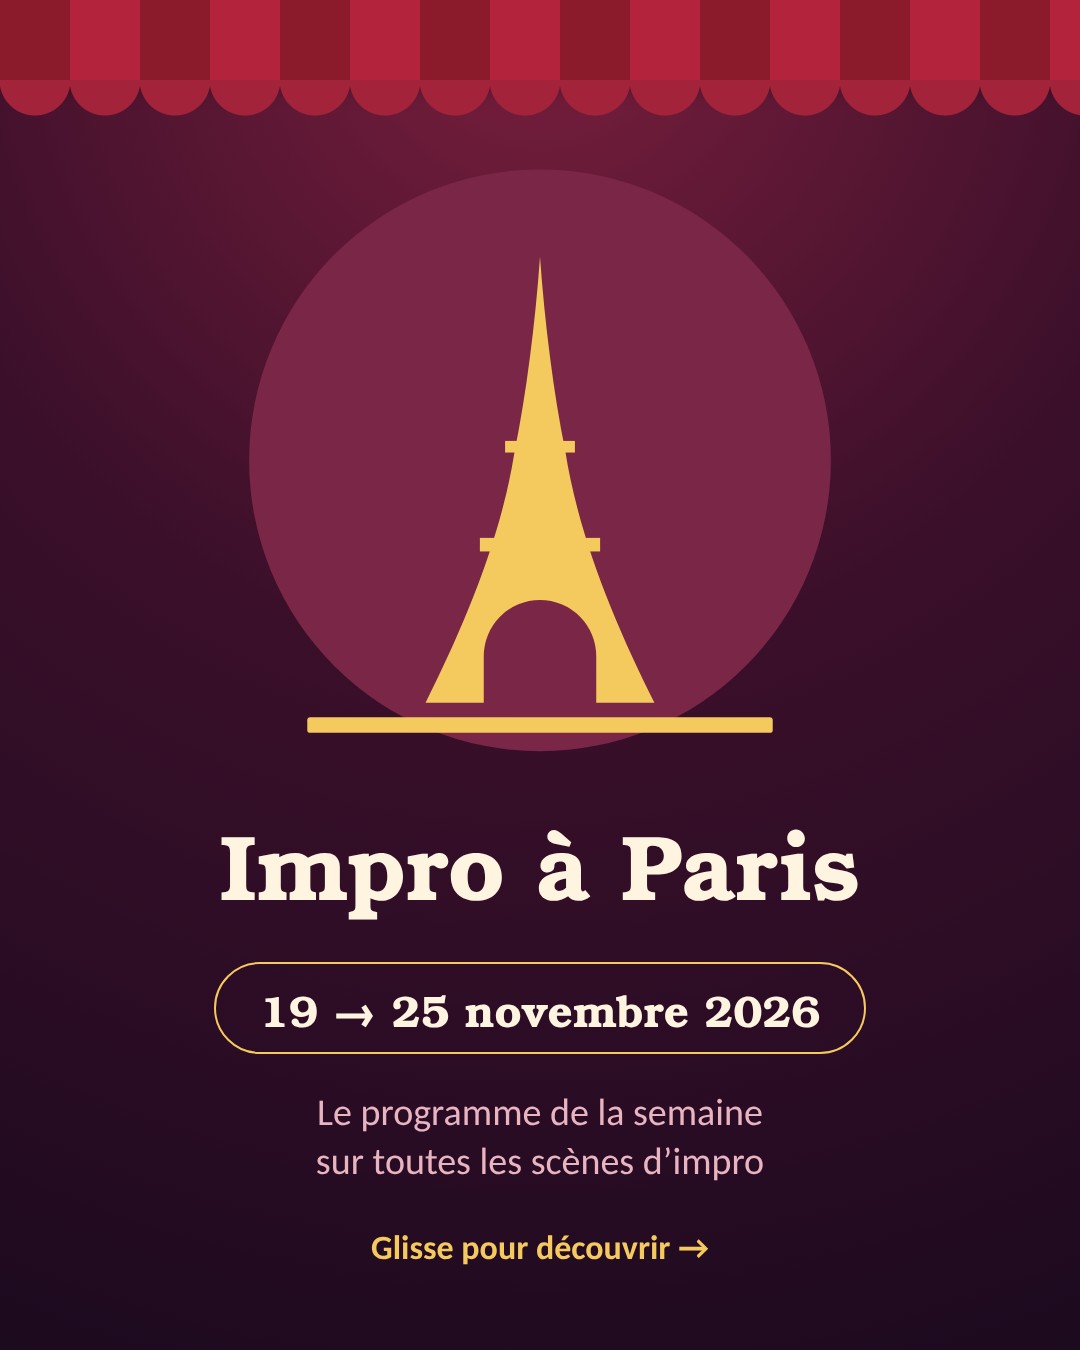 Impro à Paris
19 → 25 novembre 2026
Le programme de la semaine
sur toutes les scènes d’impro
Glisse pour découvrir →